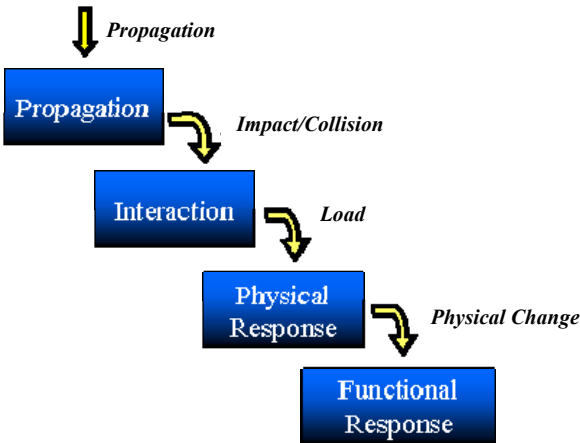 Propagation
Propagation
Impact/Collision
Interaction
Load
Physical
Response
Physical Change
Functional
Response